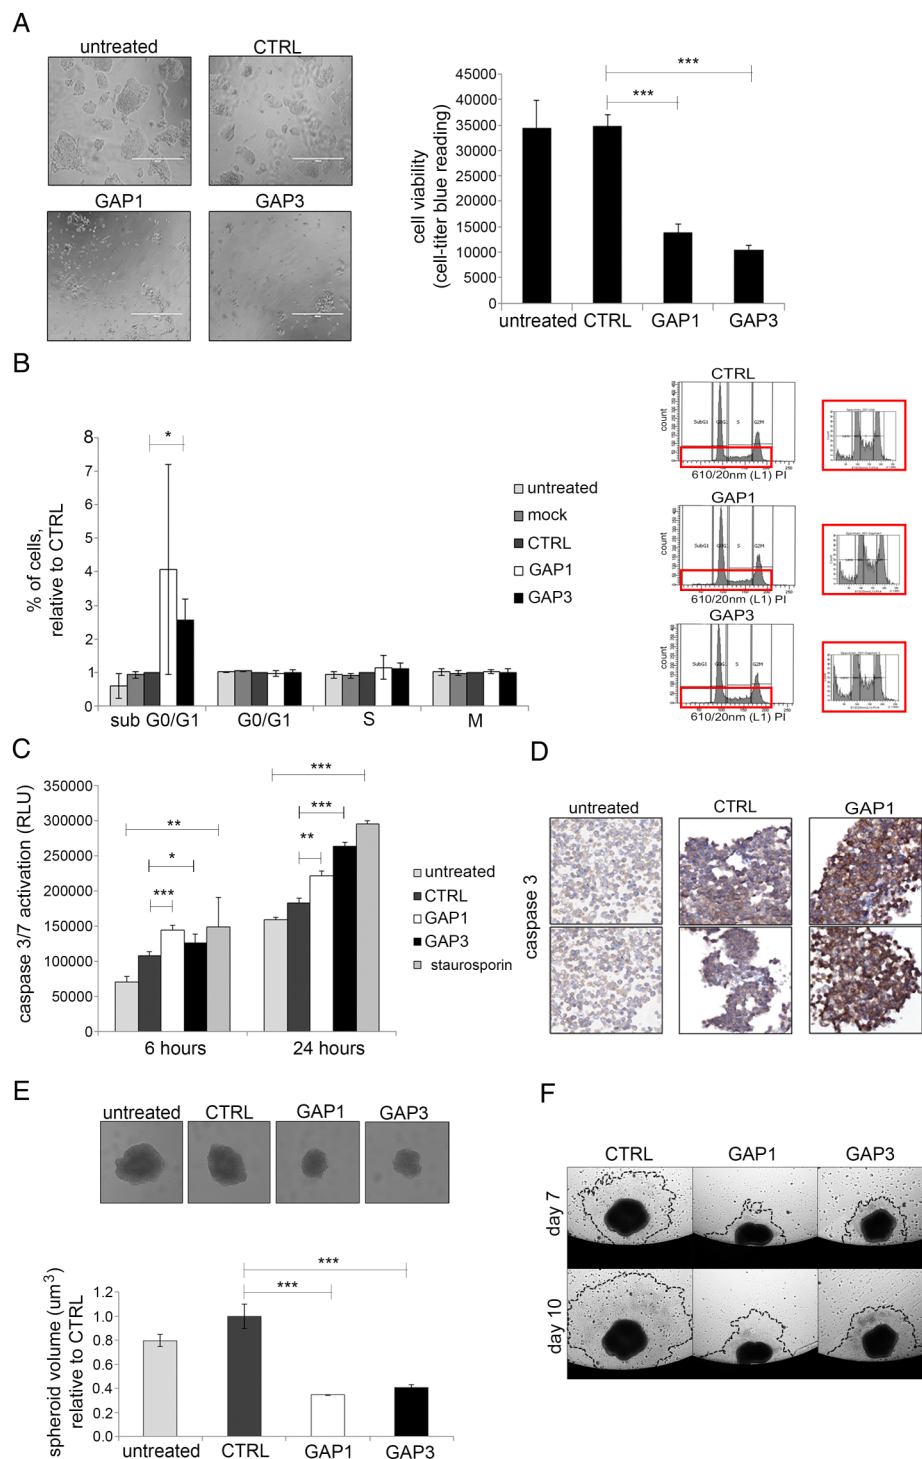 A
untreated
CTRL
GAP1
GAP3
cell viability
(cell-titer blue reading)
45000
40000
35000
30000
25000
20000
15000
10000
5000
0
***
***
untreated
CTRL
GAP1
GAP3
B
% of cells,
relative to CTRL
8
7
6
5
4
3
2
1
0
*
sub G0/G1
G0/G1
S
M
untreated
mock
CTRL
GAP1
GAP3
CTRL
count
SubG1
S
G2M
610/20nm (L1) PI
GAP1
count
SubG1
S
G2M
610/20nm (L1) PI
GAP3
count
SubG1
S
G2M
610/20nm (L1) PI
C
caspase 3/7 activation (RLU)
350000
300000
250000
200000
150000
100000
50000
0
**
*
***
***
***
**
6 hours
24 hours
untreated
CTRL
GAP1
GAP3
staurosporin
D
untreated
CTRL
GAP1
caspase 3
E
untreated
CTRL
GAP1
GAP3
spheroid volume (um3)
relative to CTRL
1.2
1.0
0.8
0.6
0.4
0.2
0.0
***
***
untreated
CTRL
GAP1
GAP3
F
CTRL
GAP1
GAP3
day 7
day 10